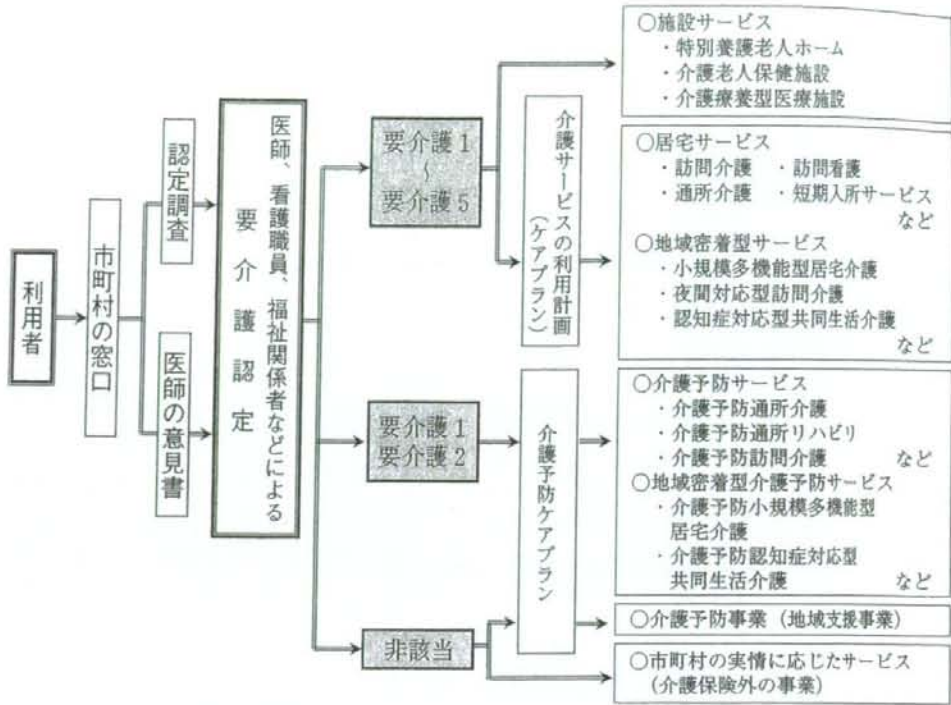 利用者
市町村の窓口
認定調査
医師の意見書
医師、看護職員、福祉関係者などによる
要介護認定
要介護1
〜
要介護5
要介護1
要介護2
非該当
介護サービスの利用計画
(ケアプラン)
介護予防ケアプラン
○施設サービス
・特別養護老人ホーム
・介護老人保健施設
・介護療養型医療施設
○居宅サービス
・訪問介護 ・訪問看護
・通所介護 ・短期入所サービス
など
○地域密着型サービス
・小規模多機能型居宅介護
・夜間対応型訪問介護
・認知症対応型共同生活介護
など
○介護予防サービス
・介護予防通所介護
・介護予防通所リハビリ
・介護予防訪問介護 など
○地域密着型介護予防サービス
・介護予防小規模多機能型
居宅介護
・介護予防認知症対応型
共同生活介護 など
○介護予防事業(地域支援事業)
○市町村の実情に応じたサービス
(介護保険外の事業)